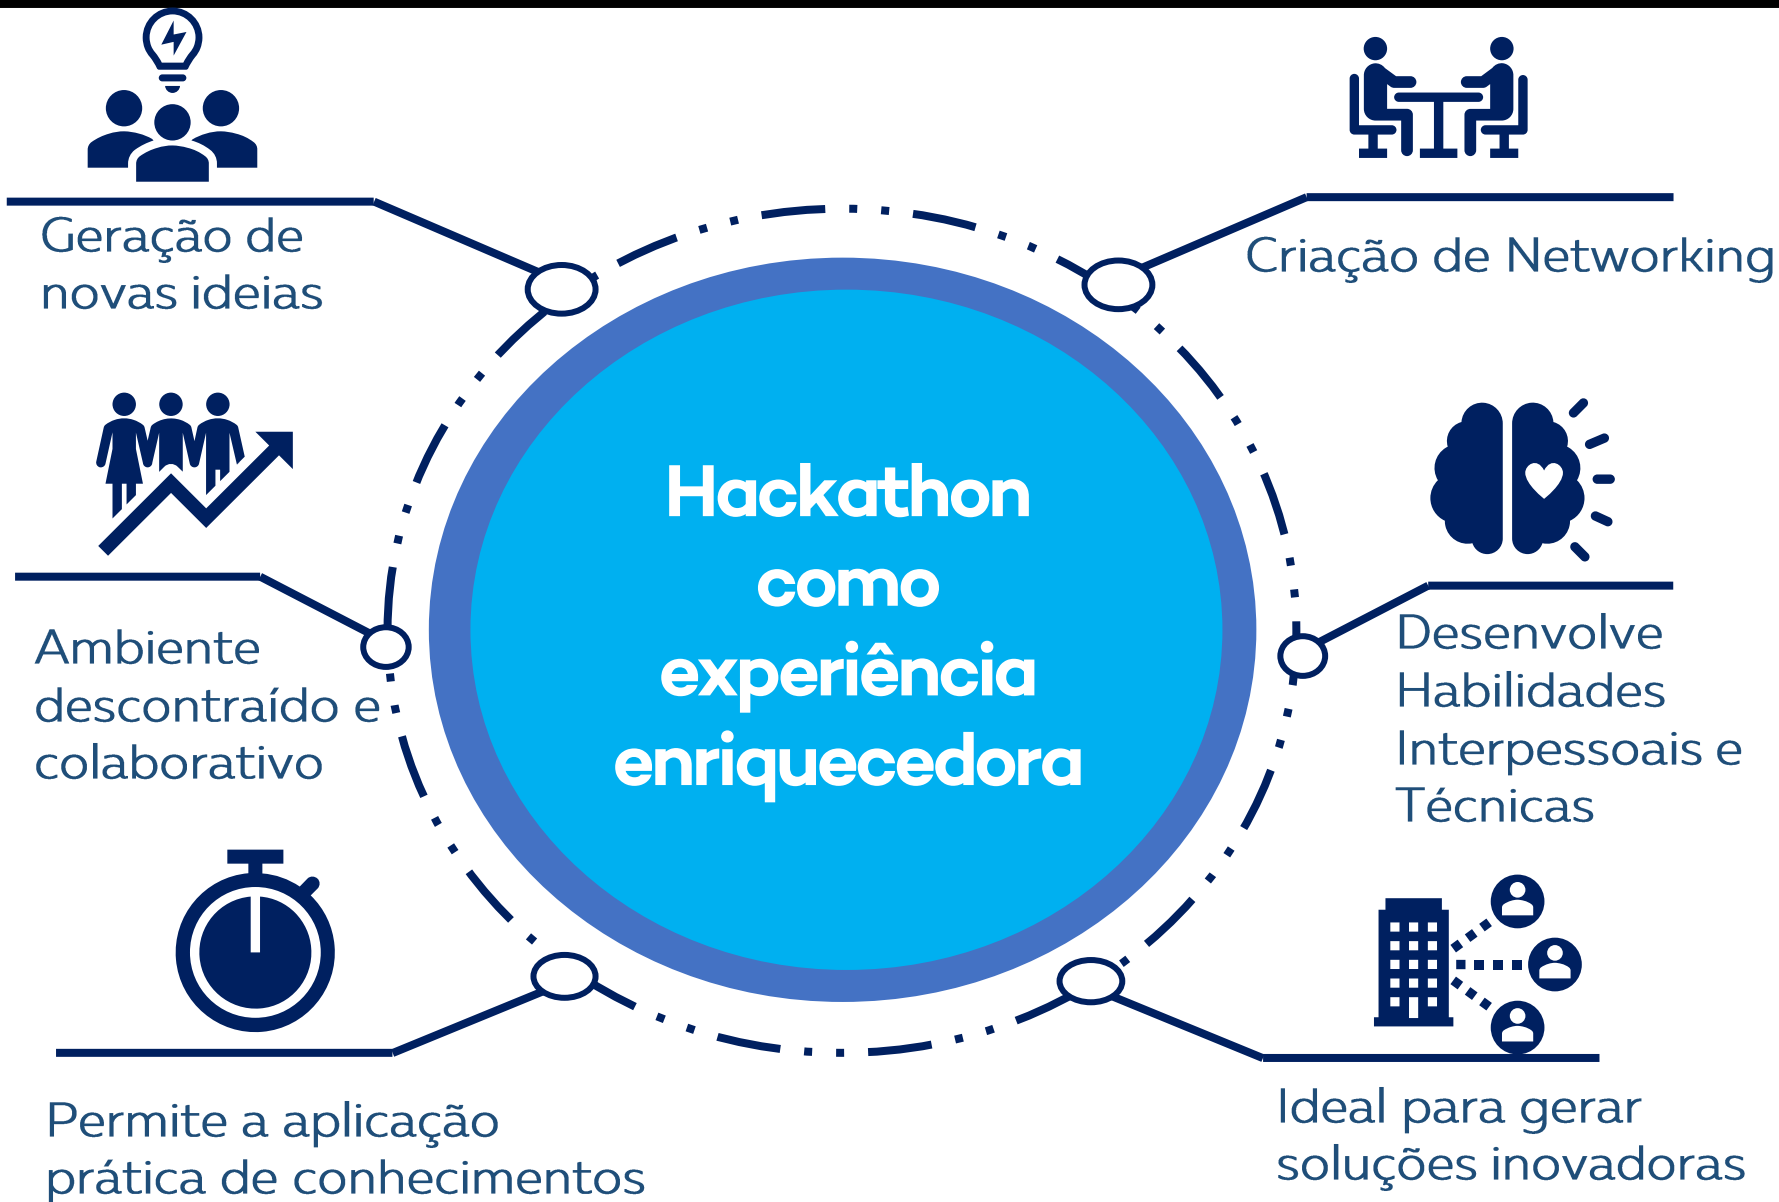 Geração de
novas ideias
Criação de Networking
Hackathon
como
experiência
enriquecedora
Ambiente
descontraído e
colaborativo
Desenvolve
Habilidades
Interpessoais e
Técnicas
Permite a aplicação
prática de conhecimentos
Ideal para gerar
soluções inovadoras